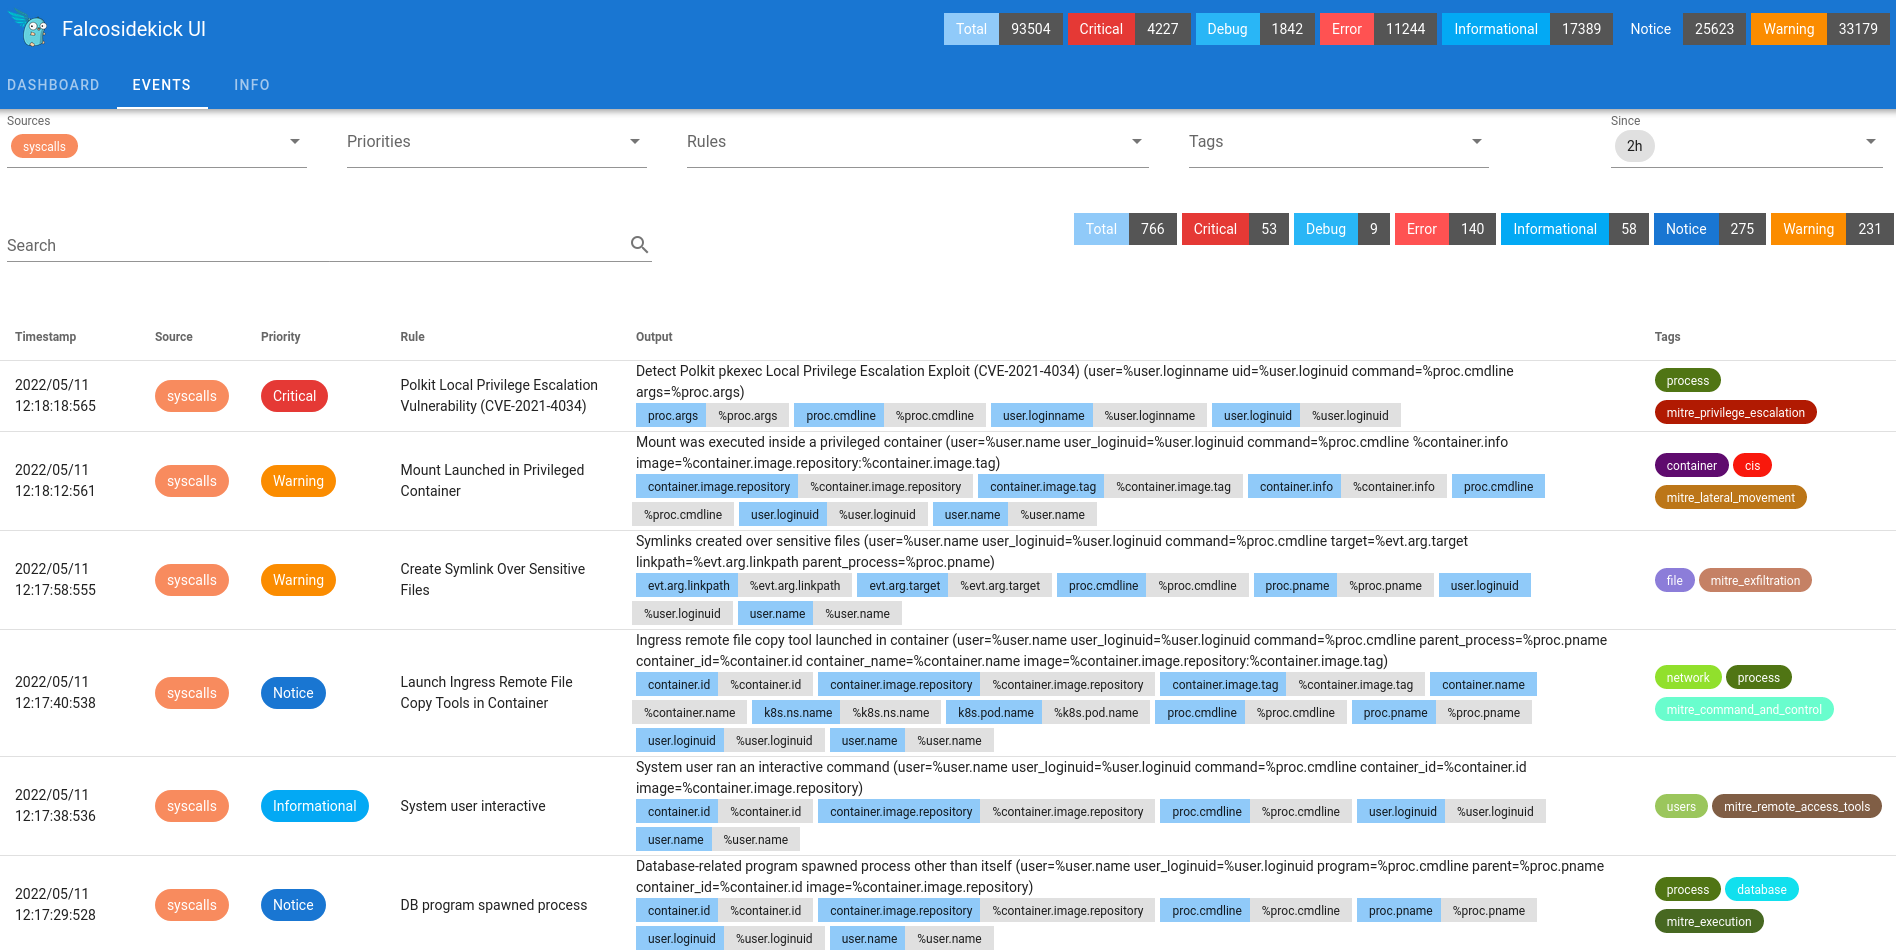 Falcosidekick UI
Total 93504 Critical 4227 Debug 1842 Error 11244 Informational 17389 Notice 25623 Warning 33179
DASHBOARD EVENTS INFO
Sources
syscalls
Priorities
Rules
Tags
Since
2h
Search
Total 766 Critical 53 Debug 9 Error 140 Informational 58 Notice 275 Warning 231
Timestamp Source Priority Rule Output Tags
2022/05/11
12:18:18:565
syscalls
Critical
Polkit Local Privilege Escalation
Vulnerability (CVE-2021-4034)
Detect Polkit pkexec Local Privilege Escalation Exploit (CVE-2021-4034) (user=%user.loginname uid=%user.loginuid command=%proc.cmdline
args=%proc.args)
proc.args %proc.args proc.cmdline %proc.cmdline user.loginname %user.loginname user.loginuid %user.loginuid
process
mitre_privilege_escalation
2022/05/11
12:18:12:561
syscalls
Warning
Mount Launched in Privileged
Container
Mount was executed inside a privileged container (user=%user.name user_loginuid=%user.loginuid command=%proc.cmdline %container.info
image=%container.image.repository:%container.image.tag)
container.image.repository %container.image.repository container.image.tag %container.image.tag container.info %container.info proc.cmdline
%proc.cmdline user.loginuid %user.loginuid user.name %user.name
container cis
mitre_lateral_movement
2022/05/11
12:17:58:555
syscalls
Warning
Create Symlink Over Sensitive
Files
Symlinks created over sensitive files (user=%user.name user_loginuid=%user.loginuid command=%proc.cmdline target=%evt.arg.target
linkpath=%evt.arg.linkpath parent_process=%proc.pname)
evt.arg.linkpath %evt.arg.linkpath evt.arg.target %evt.arg.target proc.cmdline %proc.cmdline proc.pname %proc.pname user.loginuid
%user.loginuid user.name %user.name
file mitre_exfiltration
2022/05/11
12:17:40:538
syscalls
Notice
Launch Ingress Remote File
Copy Tools in Container
Ingress remote file copy tool launched in container (user=%user.name user_loginuid=%user.loginuid command=%proc.cmdline parent_process=%proc.pname
container_id=%container.id container_name=%container.name image=%container.image.repository:%container.image.tag)
container.id %container.id container.image.repository %container.image.repository container.image.tag %container.image.tag container.name
%container.name k8s.ns.name %k8s.ns.name k8s.pod.name %k8s.pod.name proc.cmdline %proc.cmdline proc.pname %proc.pname
user.loginuid %user.loginuid user.name %user.name
network process
mitre_command_and_control
2022/05/11
12:17:38:536
syscalls
Informational
System user interactive
System user ran an interactive command (user=%user.name user_loginuid=%user.loginuid command=%proc.cmdline container_id=%container.id
image=%container.image.repository)
container.id %container.id container.image.repository %container.image.repository proc.cmdline %proc.cmdline user.loginuid %user.loginuid
user.name %user.name
users mitre_remote_access_tools
2022/05/11
12:17:29:528
syscalls
Notice
DB program spawned process
Database-related program spawned process other than itself (user=%user.name user_loginuid=%user.loginuid program=%proc.cmdline parent=%proc.pname
container_id=%container.id image=%container.image.repository)
container.id %container.id container.image.repository %container.image.repository proc.cmdline %proc.cmdline proc.pname %proc.pname
user.loginuid %user.loginuid user.name %user.name
process database
mitre_execution